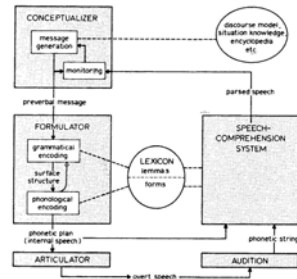 CONCEPTUALIZER
message
generation
monitoring
discourse model,
situation knowledge,
encyclopedia,
etc
preverbal message
parsed speech
FORMULATOR
grammatical
encoding
surface
structure
phonological
encoding
LEXICON
lemmas
forms
SPEECH-
COMPREHENSION
SYSTEM
phonetic plan
(internal speech)
phonetic string
ARTICULATOR
AUDITION
overt speech